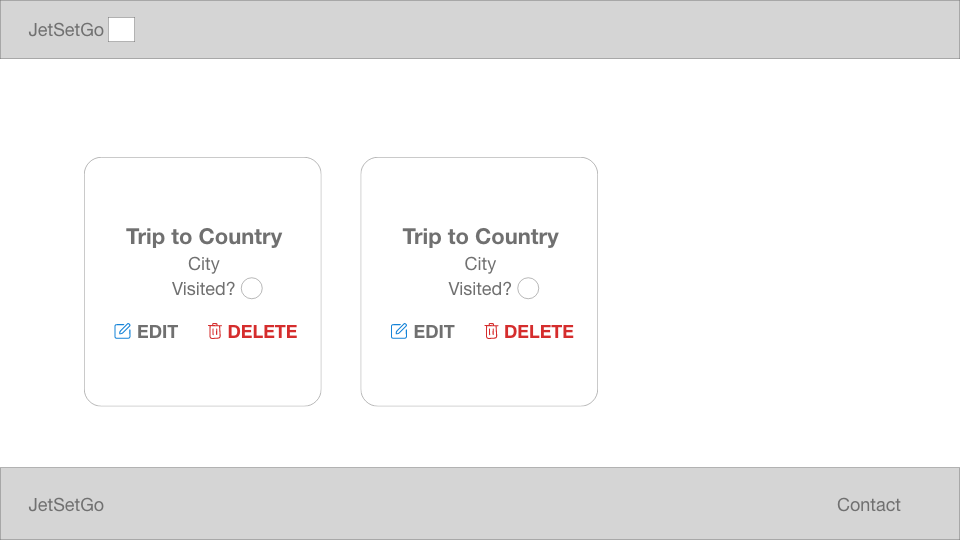 JetSetGo
Trip to Country
City
Visited?
EDIT DELETE
Trip to Country
City
Visited?
EDIT DELETE
JetSetGo
Contact